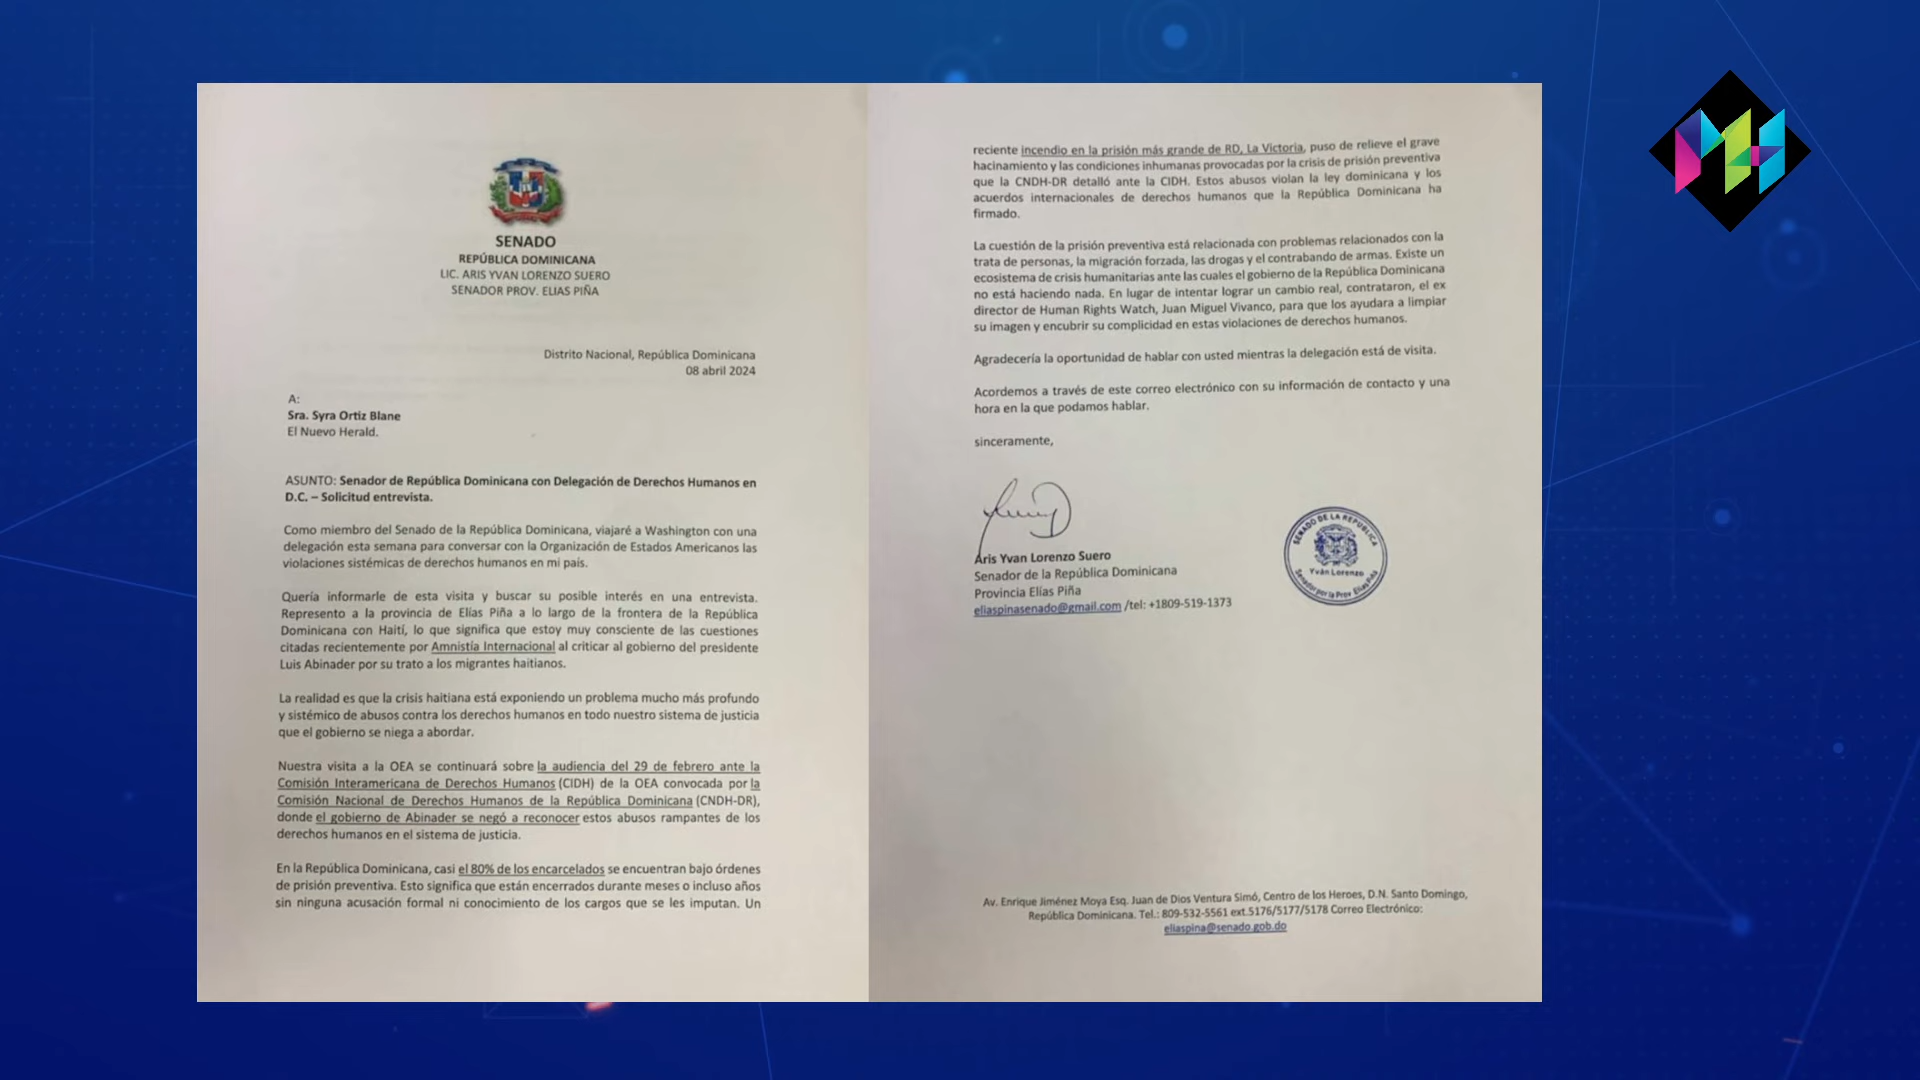 SENADO
REPÚBLICA DOMINICANA
LIC. ARIS YVAN LORENZO SUERO
SENADOR PROV. ELIAS PIÑA
Distrito Nacional, República Dominicana
08 abril 2024
A:
Sra. Syra Ortiz Blane
El Nuevo Herald.
ASUNTO: Senador de República Dominicana con Delegación de Derechos Humanos en
D.C. – Solicitud entrevista.
Como miembro del Senado de la República Dominicana, viajaré a Washington con una
delegación esta semana para conversar con la Organización de Estados Americanos las
violaciones sistémicas de derechos humanos en mi país.
Quería informarle de esta visita y buscar su posible interés en una entrevista.
Represento a la provincia de Elías Piña a lo largo de la frontera de la República
Dominicana con Haití, lo que significa que estoy muy consciente de las cuestiones
citadas recientemente por Amnistía Internacional al criticar al gobierno del presidente
Luis Abinader por su trato a los migrantes haitianos.
La realidad es que la crisis haitiana está exponiendo un problema mucho más profundo
y sistémico de abusos contra los derechos humanos en todo nuestro sistema de justicia
que el gobierno se niega a abordar.
Nuestra visita a la OEA se continuará sobre la audiencia del 29 de febrero ante la
Comisión Interamericana de Derechos Humanos (CIDH) de la OEA convocada por la
Comisión Nacional de Derechos Humanos de la República Dominicana (CNDH-DR),
donde el gobierno de Abinader se negó a reconocer estos abusos rampantes de los
derechos humanos en el sistema de justicia.
En la República Dominicana, casi el 80% de los encarcelados se encuentran bajo órdenes
de prisión preventiva. Esto significa que están encerrados durante meses o incluso años
sin ninguna acusación formal ni conocimiento de los cargos que se les imputan. Un
reciente incendio en la prisión más grande de RD, La Victoria, puso de relieve el grave
hacinamiento y las condiciones inhumanas provocadas por la crisis de prisión preventiva
que la CNDH-DR detalló ante la CIDH. Estos abusos violan la ley dominicana y los
acuerdos internacionales de derechos humanos que la República Dominicana ha
firmado.
La cuestión de la prisión preventiva está relacionada con problemas relacionados con la
trata de personas, la migración forzada, las drogas y el contrabando de armas. Existe un
ecosistema de crisis humanitarias ante las cuales el gobierno de la República Dominicana
no está haciendo nada. En lugar de intentar lograr un cambio real, contrataron, el ex
director de Human Rights Watch, Juan Miguel Vivanco, para que los ayudara a limpiar
su imagen y encubrir su complicidad en estas violaciones de derechos humanos.
Agradecería la oportunidad de hablar con usted mientras la delegación está de visita.
Acordemos a través de este correo electrónico con su información de contacto y una
hora en la que podamos hablar.
sinceramente,
Aris Yvan Lorenzo Suero
Senador de la República Dominicana
Provincia Elías Piña
eliaspinasenado@gmail.com /tel: +1809-519-1373
SENADO DE LA REPUBLICA
Yván Lorenzo
Senador por la Prov. Elías Piña
Av. Enrique Jiménez Moya Esq. Juan de Dios Ventura Simó, Centro de los Heroes, D.N. Santo Domingo,
República Dominicana. Tel.: 809-532-5561 ext.5176/5177/5178 Correo Electrónico:
eliaspina@senado.gob.do